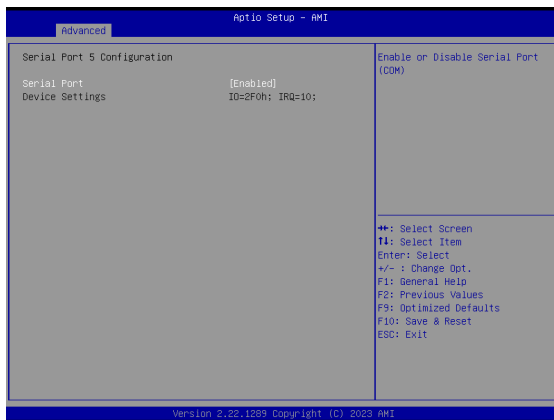 Aptio Setup – AMI
Advanced
Serial Port 5 Configuration
Serial Port [Enabled]
Device Settings IO=2F0h; IRQ=10;
Enable or Disable Serial Port
(COM)
→←: Select Screen
↑↓: Select Item
Enter: Select
+/- : Change Opt.
F1: General Help
F2: Previous Values
F9: Optimized Defaults
F10: Save & Reset
ESC: Exit
Version 2.22.1289 Copyright (C) 2023 AMI